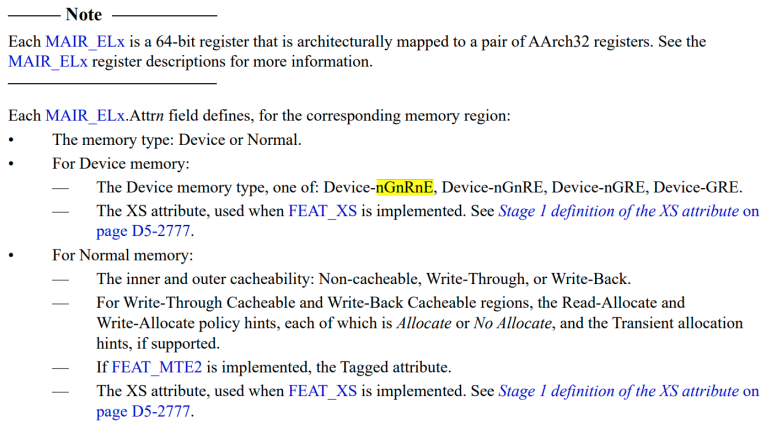 Note
Each MAIR_ELx is a 64-bit register that is architecturally mapped to a pair of AArch32 registers. See the
MAIR_ELx register descriptions for more information.
Each MAIR_ELx.Attrn field defines, for the corresponding memory region:
• The memory type: Device or Normal.
• For Device memory:
— The Device memory type, one of: Device-nGnRnE, Device-nGnRE, Device-nGRE, Device-GRE.
— The XS attribute, used when FEAT_XS is implemented. See Stage 1 definition of the XS attribute on
page D5-2777.
• For Normal memory:
— The inner and outer cacheability: Non-cacheable, Write-Through, or Write-Back.
— For Write-Through Cacheable and Write-Back Cacheable regions, the Read-Allocate and
Write-Allocate policy hints, each of which is Allocate or No Allocate, and the Transient allocation
hints, if supported.
— If FEAT_MTE2 is implemented, the Tagged attribute.
— The XS attribute, used when FEAT_XS is implemented. See Stage 1 definition of the XS attribute on
page D5-2777.